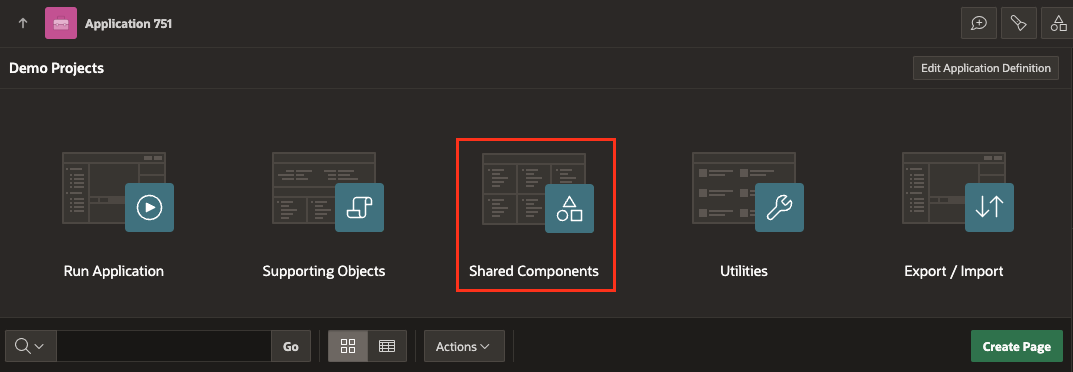 Application 751
Demo Projects
Edit Application Definition
Run Application
Supporting Objects
Shared Components
Utilities
Export / Import
Go
Actions
Create Page